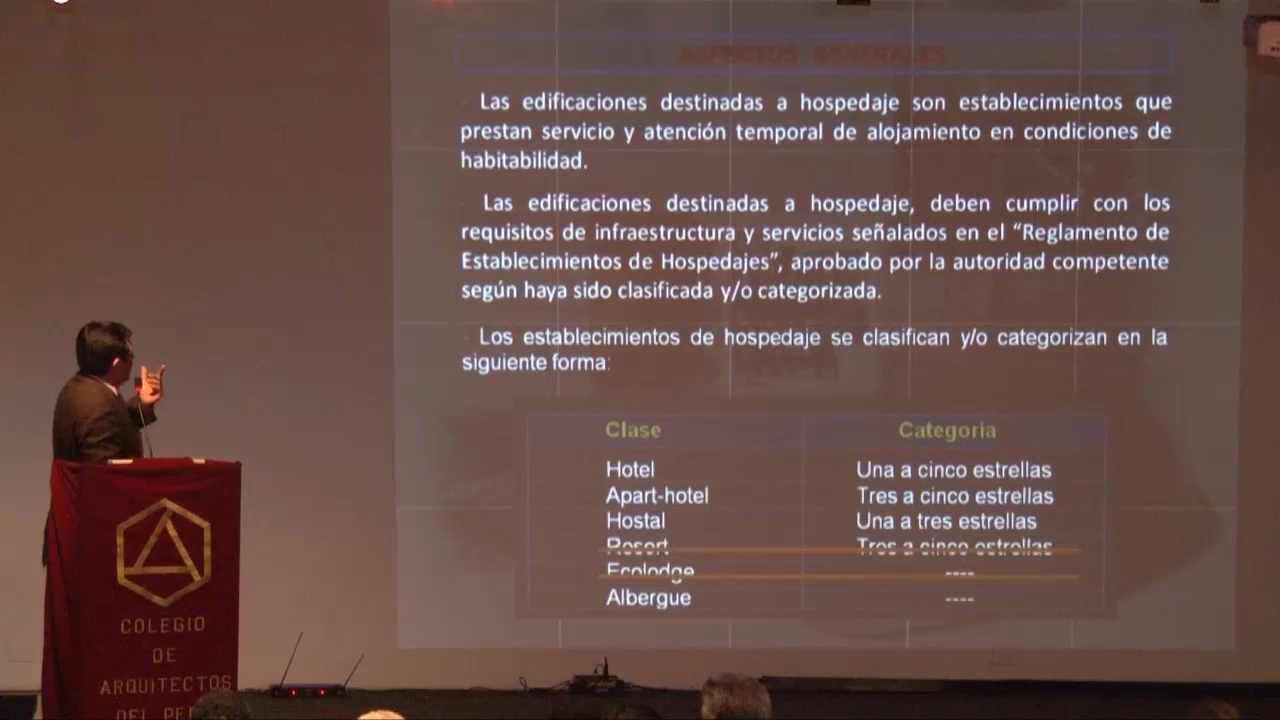 ASPECTOS GENERALES
- Las edificaciones destinadas a hospedaje son establecimientos que
prestan servicio y atención temporal de alojamiento en condiciones de
habitabilidad.
Las edificaciones destinadas a hospedaje, deben cumplir con los
requisitos de infraestructura y servicios señalados en el “Reglamento de
Establecimientos de Hospedajes”, aprobado por la autoridad competente
según haya sido clasificada y/o categorizada.
- Los establecimientos de hospedaje se clasifican y/o categorizan en la
siguiente forma:
Clase Categoria
Hotel Una a cinco estrellas
Apart-hotel Tres a cinco estrellas
Hostal Una a tres estrellas
Resort Tres a cinco estrellas
Ecolodge ----
Albergue ----
COLEGIO
DE
ARQUITECTOS
DEL